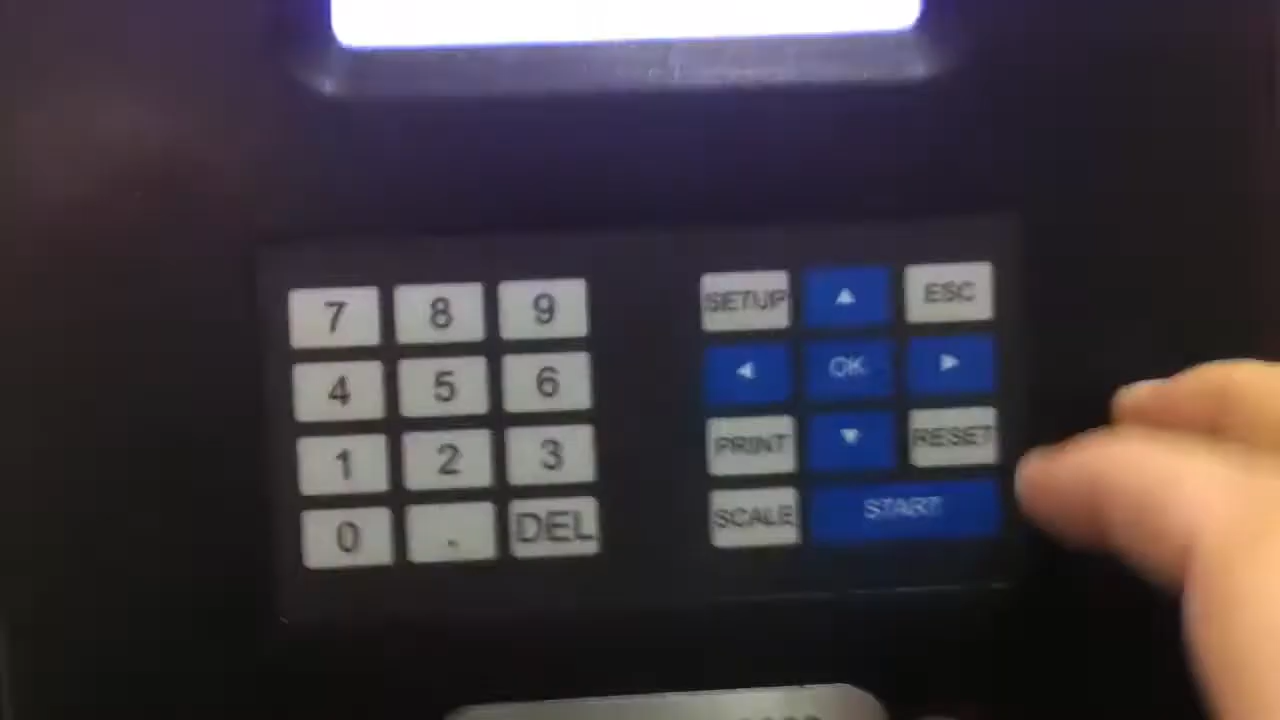 7 8 9
4 5 6
1 2 3
0 . DEL
SETUP ▲ ESC
◀ OK ▶
PRINT ▼ RESET
SCALE START